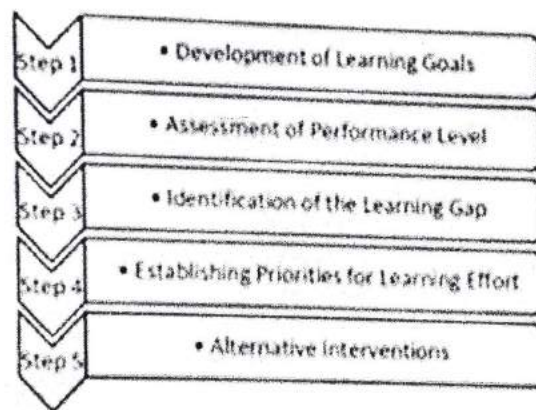 Step 1
• Development of Learning Goals
Step 2
• Assessment of Performance Level
Step 3
• Identification of the Learning Gap
Step 4
• Establishing Priorities for Learning Effort
Step 5
• Alternative Interventions